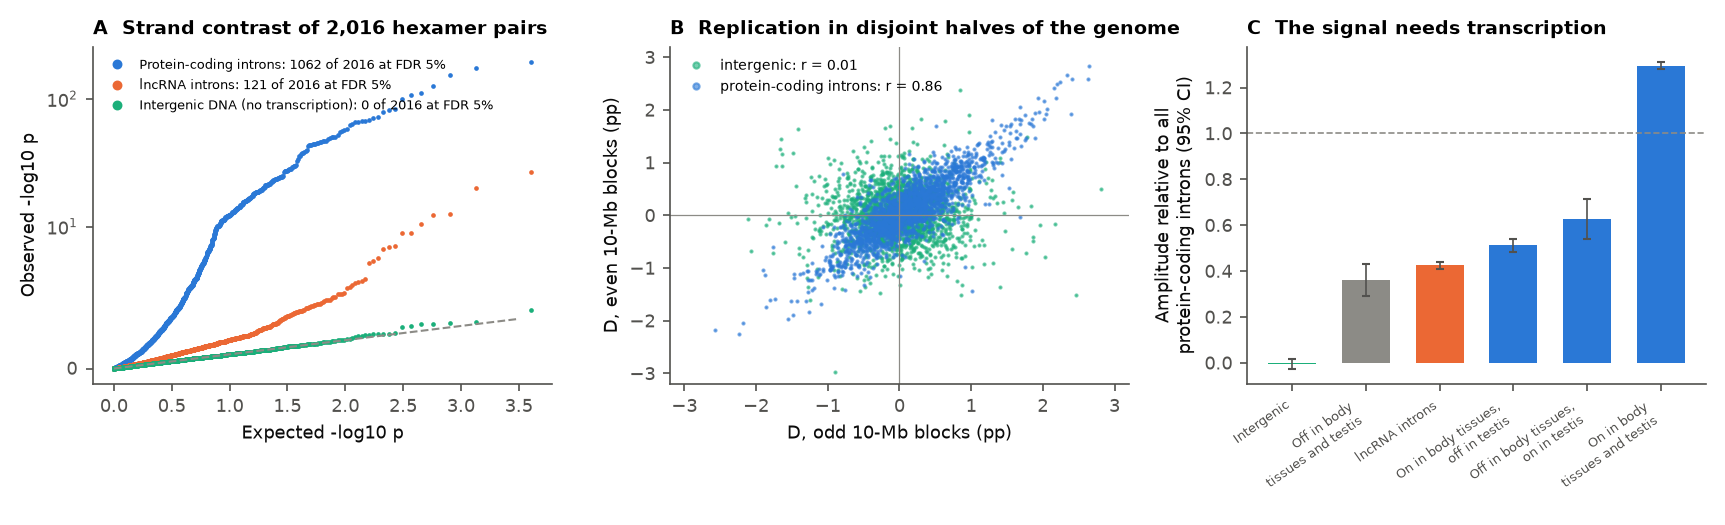 A Strand contrast of 2,016 hexamer pairs
Protein-coding introns: 1062 of 2016 at FDR 5%
lncRNA introns: 121 of 2016 at FDR 5%
Intergenic DNA (no transcription): 0 of 2016 at FDR 5%
Observed -log10 p
10²
10¹
0
0.0 0.5 1.0 1.5 2.0 2.5 3.0 3.5
Expected -log10 p
B Replication in disjoint halves of the genome
intergenic: r = 0.01
protein-coding introns: r = 0.86
D, even 10-Mb blocks (pp)
3
2
1
0
−1
−2
−3
−3 −2 −1 0 1 2 3
D, odd 10-Mb blocks (pp)
C The signal needs transcription
Amplitude relative to all
protein-coding introns (95% CI)
1.2
1.0
0.8
0.6
0.4
0.2
0.0
Intergenic
Off in body
tissues and testis
lncRNA introns
On in body tissues,
off in testis
Off in body tissues,
on in testis
On in body
tissues and testis